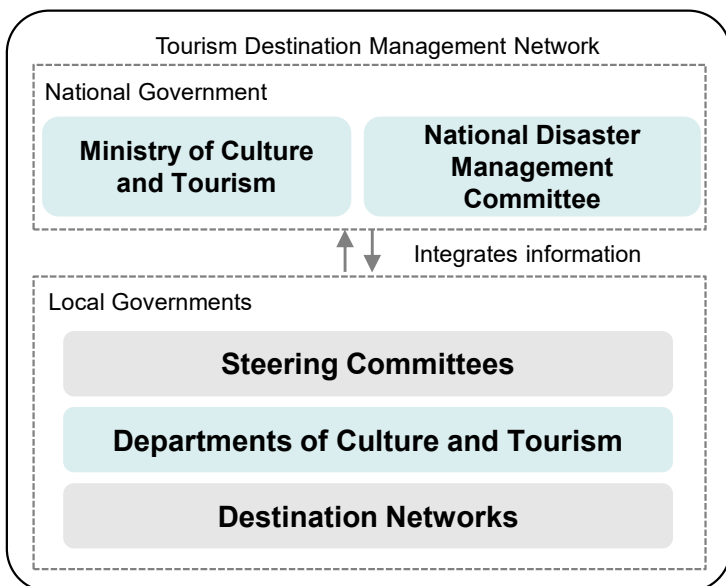 Tourism Destination Management Network
National Government
Ministry of Culture
and Tourism
National Disaster
Management
Committee
Integrates information
Local Governments
Steering Committees
Departments of Culture and Tourism
Destination Networks